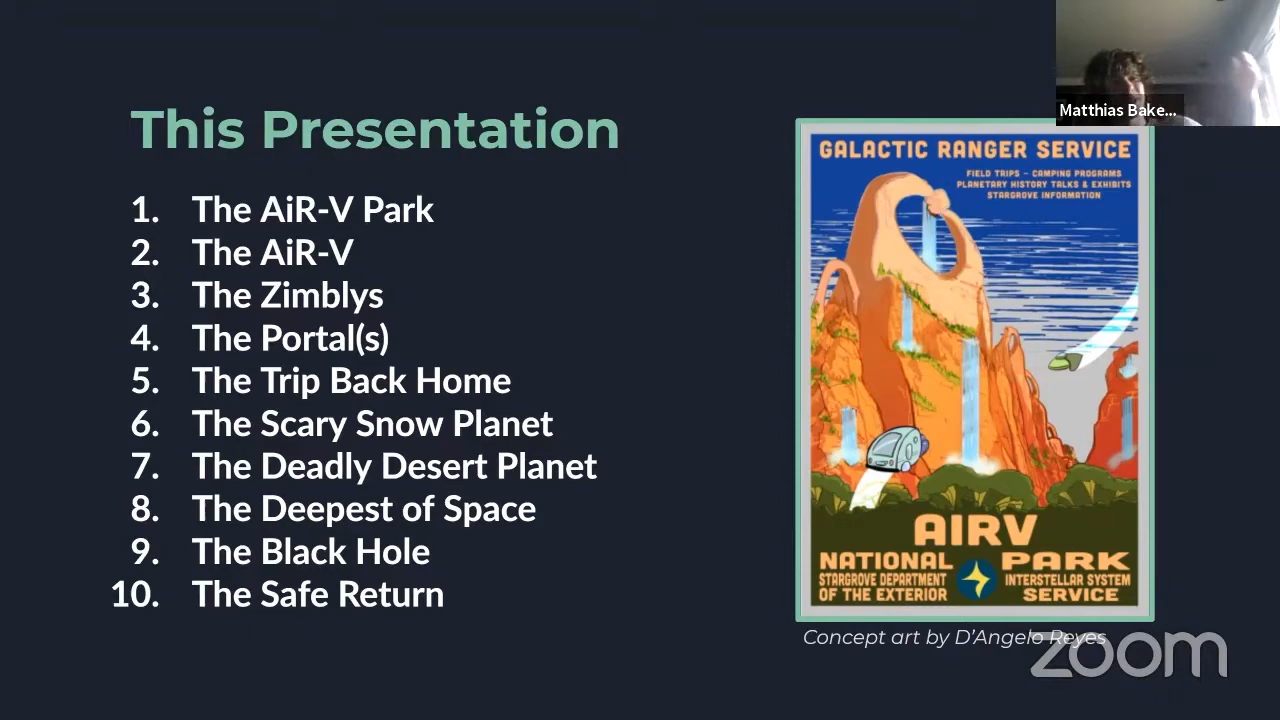 This Presentation
1. The AiR-V Park
2. The AiR-V
3. The Zimblys
4. The Portal(s)
5. The Trip Back Home
6. The Scary Snow Planet
7. The Deadly Desert Planet
8. The Deepest of Space
9. The Black Hole
10. The Safe Return
Matthias Bake...
GALACTIC RANGER SERVICE
FIELD TRIPS – CAMPING PROGRAMS
PLANETARY HISTORY TALKS & EXHIBITS
STARGROVE INFORMATION
AIRV
NATIONAL PARK
STARGROVE DEPARTMENT
OF THE EXTERIOR
INTERSTELLAR SYSTEM
SERVICE
Concept art by D'Angelo Reyes
zoom